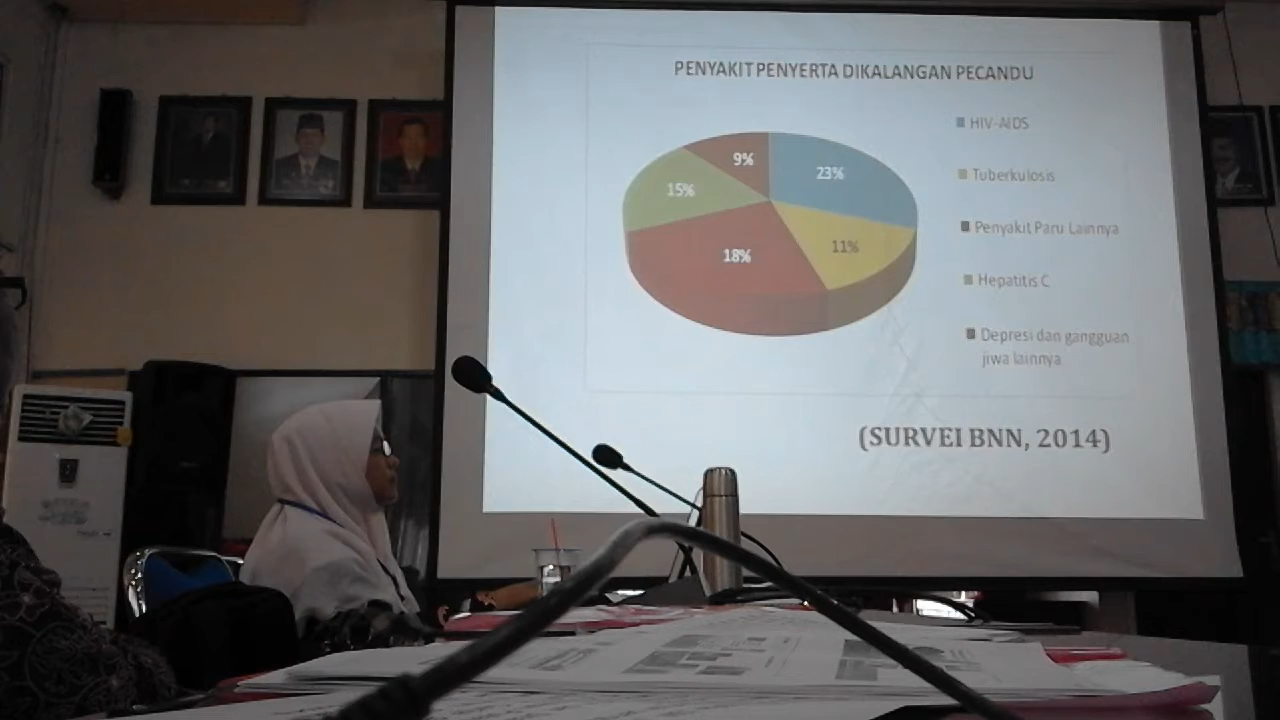 PENYAKIT PENYERTA DIKALANGAN PECANDU
HIV-AIDS
Tuberkulosis
Penyakit Paru Lainnya
Hepatitis C
Depresi dan gangguan
jiwa lainnya
9%
23%
15%
11%
18%
(SURVEI BNN, 2014)